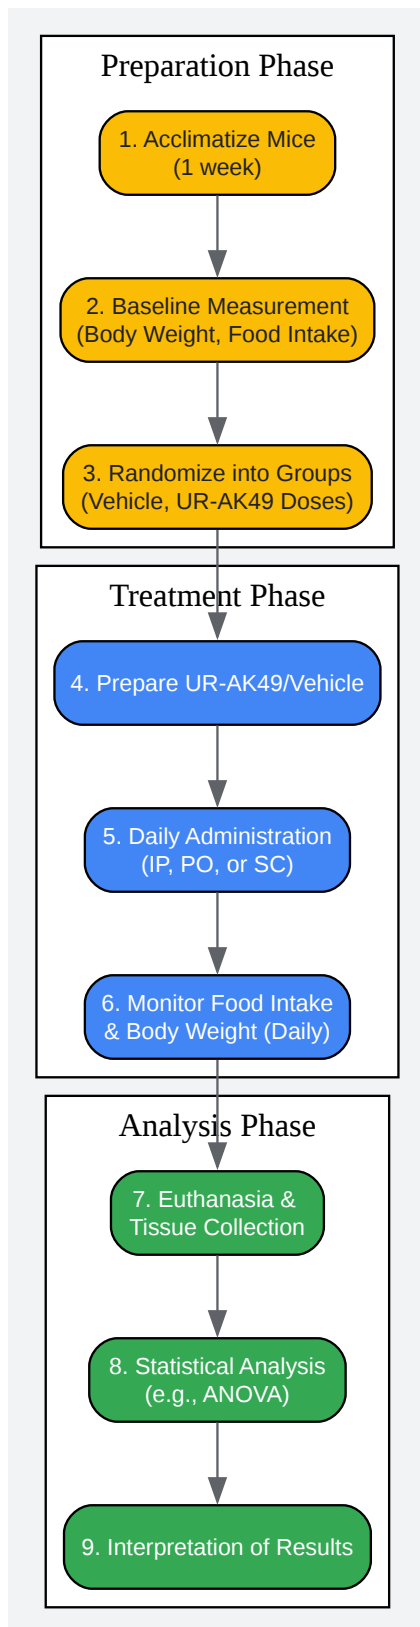 Preparation Phase
1. Acclimatize Mice
(1 week)
2. Baseline Measurement
(Body Weight, Food Intake)
3. Randomize into Groups
(Vehicle, UR-AK49 Doses)
Treatment Phase
4. Prepare UR-AK49/Vehicle
5. Daily Administration
(IP, PO, or SC)
6. Monitor Food Intake
& Body Weight (Daily)
Analysis Phase
7. Euthanasia &
Tissue Collection
8. Statistical Analysis
(e.g., ANOVA)
9. Interpretation of Results